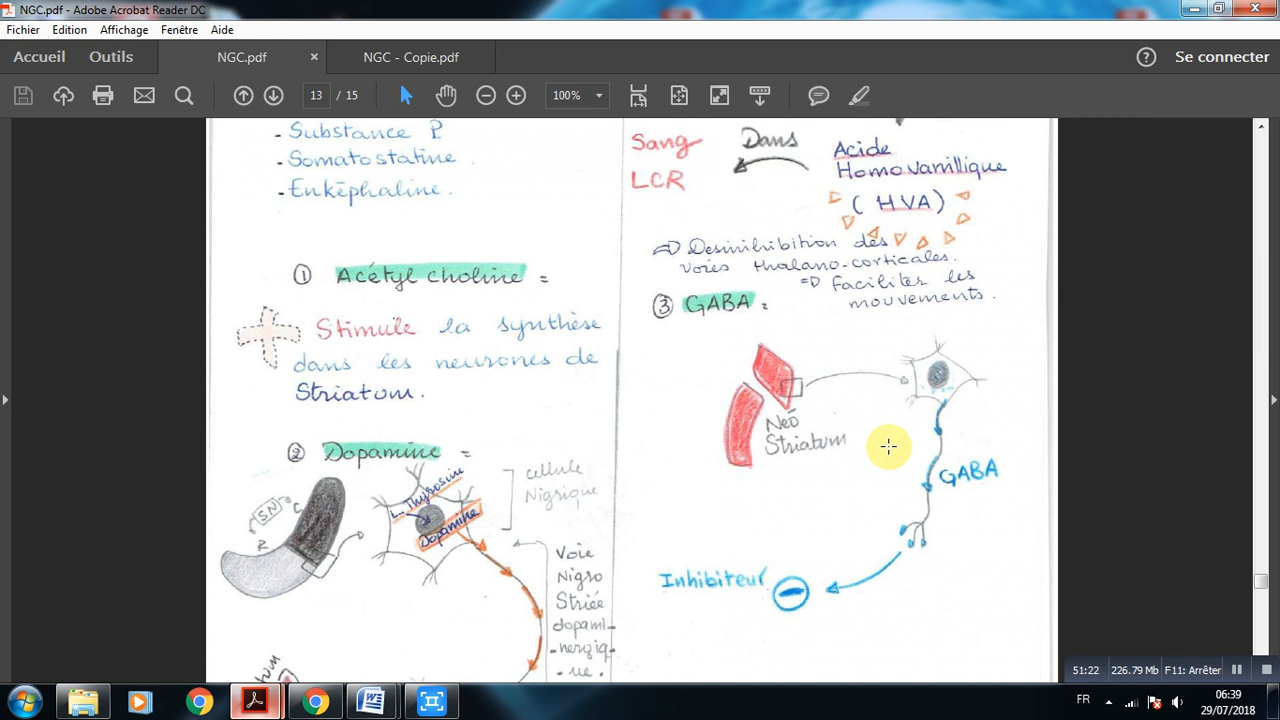 NGC.pdf - Adobe Acrobat Reader DC
Fichier Edition Affichage Fenêtre Aide
Accueil Outils NGC.pdf × NGC - Copie.pdf ? Se connecter
13 / 15 100%
- Substance P
- Somatostatine
- Enképhaline.
① Acétyl choline =
Stimule la synthèse
dans les neurones de
Striatum.
② Dopamine =
SN
C
R
L-Thyrosine
Dopamine
cellule
Nigrique
Voie
Nigro
Striée
dopami-
-nergiq-
-ue.
Sang
LCR
Dans
Acide
Homovamillique
(HVA)
=> Desinihibition des
voies thalamo-corticales.
=> Faciliter les
mouvements.
③ GABA :
Néo
Striatum
GABA
Inhibiteur -
51:22 226.79 Mb F11: Arrêter
FR 06:39
29/07/2018